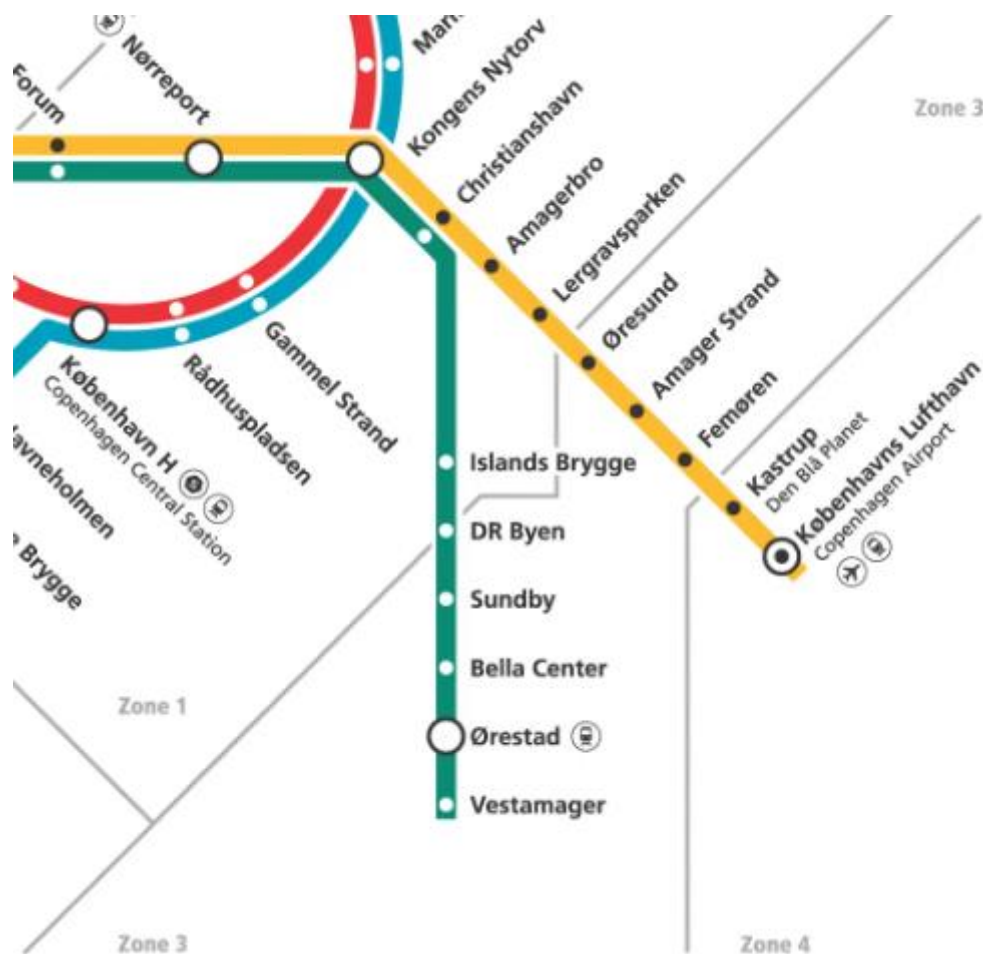 Nørreport
Forum
Kongens Nytorv
Christianshavn
Amagerbro
Lergravsparken
Øresund
Amager Strand
Femøren
Kastrup
Den Blå Planet
Københavns Lufthavn
Copenhagen Airport
Zone 3
Gammel Strand
Rådhuspladsen
København H
Copenhagen Central Station
Islands Brygge
DR Byen
Sundby
Bella Center
Ørestad
Vestamager
Brygge
Zone 1
Zone 3
Zone 4